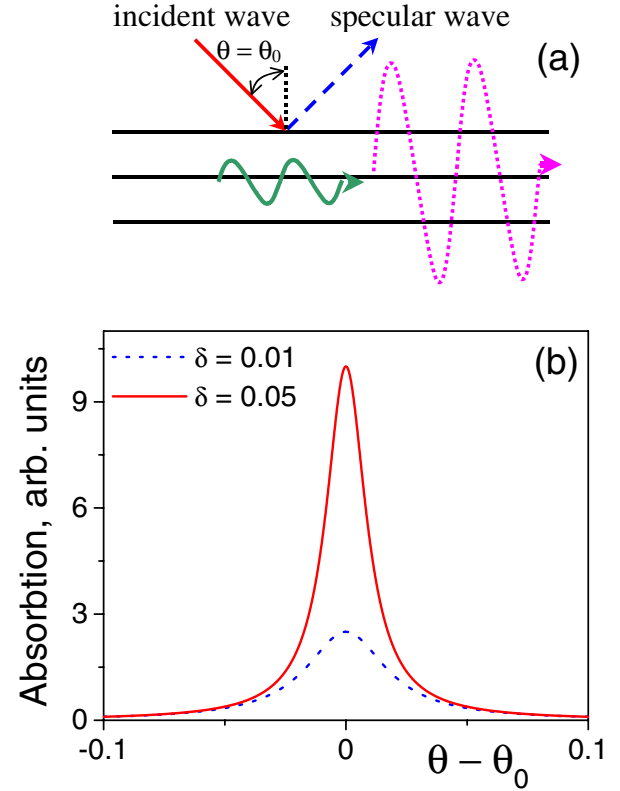 incident wave specular wave
θ = θ₀
(a)
(b)
δ = 0.01
δ = 0.05
Absorbtion, arb. units
9
6
3
0
-0.1 0 0.1
θ − θ₀